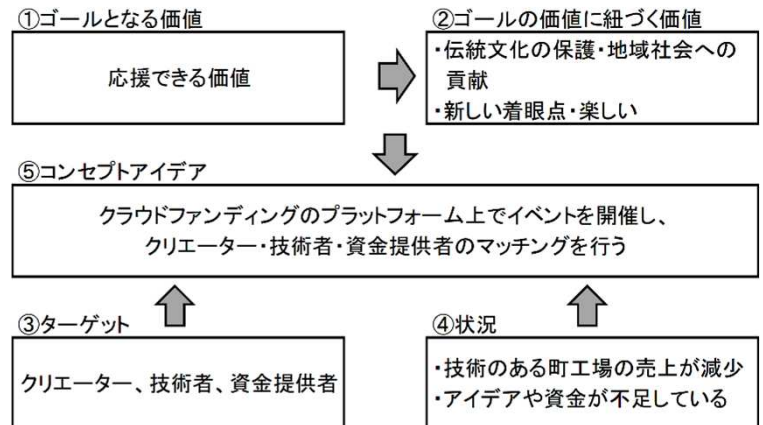 ①ゴールとなる価値
応援できる価値
②ゴールの価値に紐づく価値
・伝統文化の保護・地域社会への
貢献
・新しい着眼点・楽しい
⑤コンセプトアイデア
クラウドファンディングのプラットフォーム上でイベントを開催し、
クリエーター・技術者・資金提供者のマッチングを行う
③ターゲット
クリエーター、技術者、資金提供者
④状況
・技術のある町工場の売上が減少
・アイデアや資金が不足している